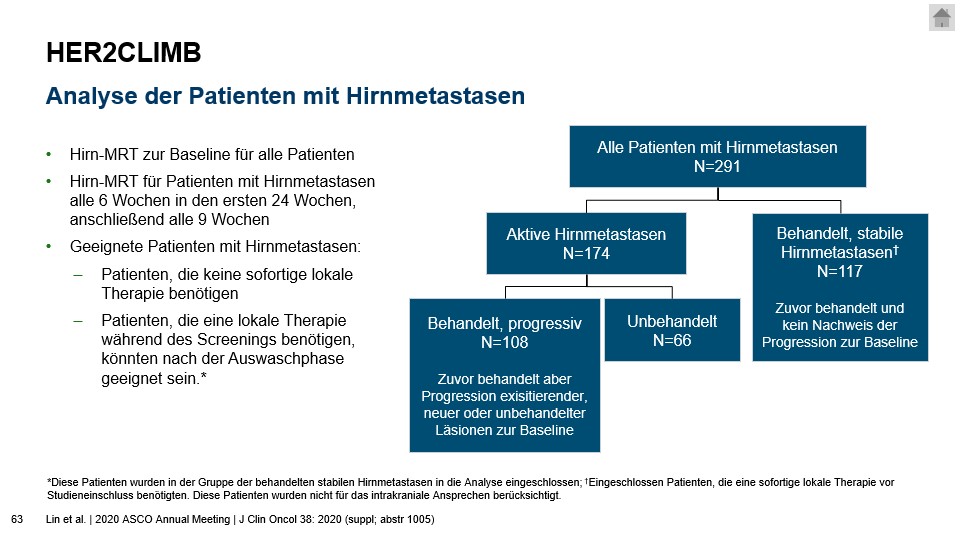 HER2CLIMB
Analyse der Patienten mit Hirnmetastasen
• Hirn-MRT zur Baseline für alle Patienten
• Hirn-MRT für Patienten mit Hirnmetastasen
alle 6 Wochen in den ersten 24 Wochen,
anschließend alle 9 Wochen
• Geeignete Patienten mit Hirnmetastasen:
– Patienten, die keine sofortige lokale
Therapie benötigen
– Patienten, die eine lokale Therapie
während des Screenings benötigen,
könnten nach der Auswaschphase
geeignet sein.*
Alle Patienten mit Hirnmetastasen
N=291
Aktive Hirnmetastasen
N=174
Behandelt, stabile
Hirnmetastasen†
N=117
Zuvor behandelt und
kein Nachweis der
Progression zur Baseline
Behandelt, progressiv
N=108
Zuvor behandelt aber
Progression exisitierender,
neuer oder unbehandelter
Läsionen zur Baseline
Unbehandelt
N=66
*Diese Patienten wurden in der Gruppe der behandelten stabilen Hirnmetastasen in die Analyse eingeschlossen; †Eingeschlossen Patienten, die eine sofortige lokale Therapie vor
Studieneinschluss benötigten. Diese Patienten wurden nicht für das intrakraniale Ansprechen berücksichtigt.
63 Lin et al. | 2020 ASCO Annual Meeting | J Clin Oncol 38: 2020 (suppl; abstr 1005)